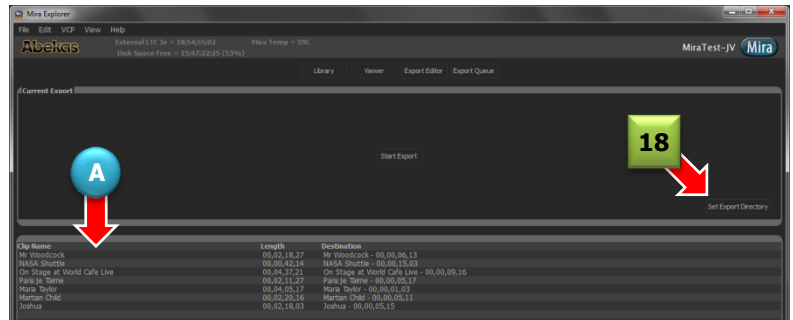 Mira Explorer
File Edit VCP View Help
Abekas External LTC In = 18;54;55;02 Mira Temp = 59C MiraTest-JV Mira
Disk Space Free = 15;47;22;25 (53%)
Library Viewer Export Editor Export Queue
Current Export
Start Export
18
A
Set Export Directory
Clip Name Length Destination
Mr Woodcock 00,02,18,27 Mr Woodcock - 00,00,06,13
NASA Shuttle 00,00,42,14 NASA Shuttle - 00,00,15,03
On Stage at World Cafe Live 00,04,37,21 On Stage at World Cafe Live - 00,00,09,16
Paris Je Taime 00,02,11,27 Paris Je Taime - 00,00,05,17
Mara Taylor 00,04,05,17 Mara Taylor - 00,00,01,03
Martian Child 00,02,20,16 Martian Child - 00,00,05,11
Joshua 00,02,18,03 Joshua - 00,00,05,15